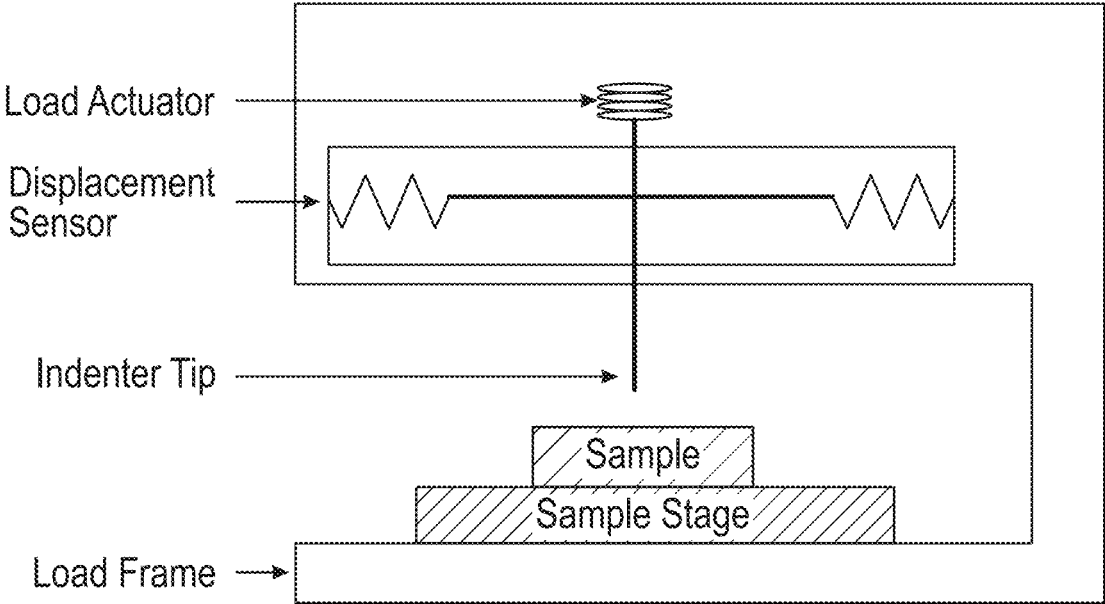 Load Actuator
Displacement
Sensor
Indenter Tip
Sample
Sample Stage
Load Frame